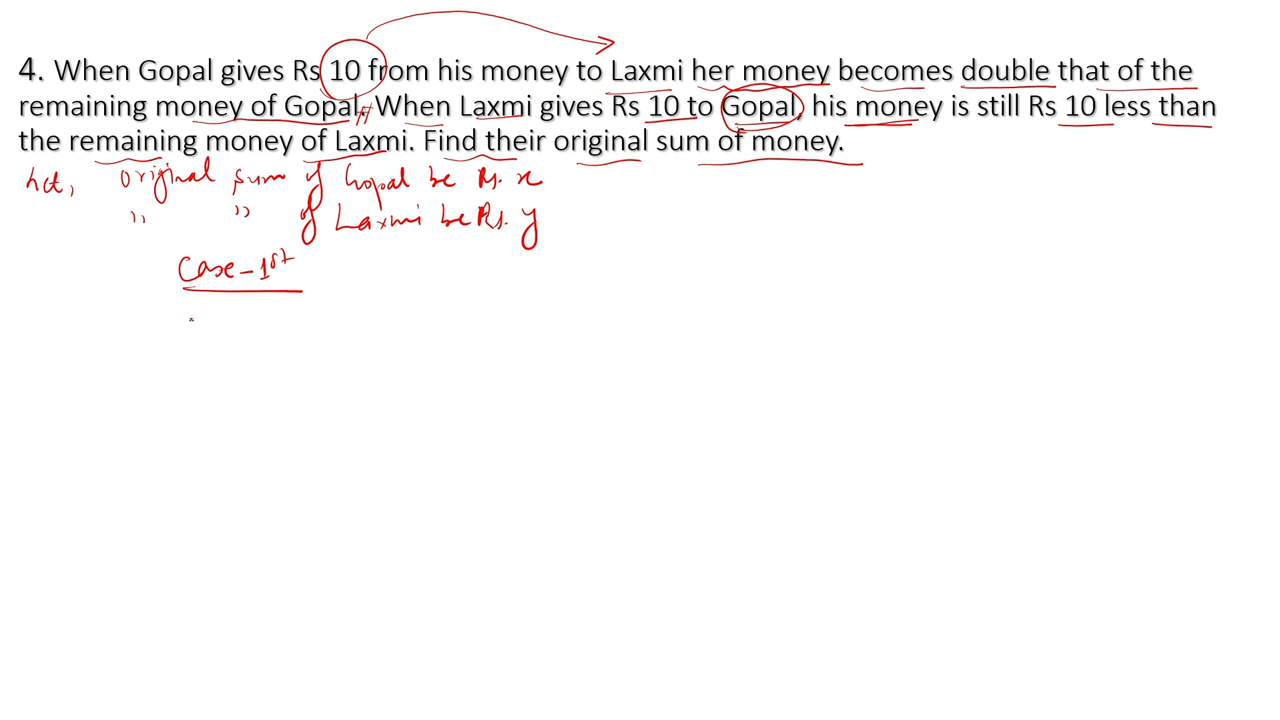 4. When Gopal gives Rs 10 from his money to Laxmi her money becomes double that of the
remaining money of Gopal. When Laxmi gives Rs 10 to Gopal, his money is still Rs 10 less than
the remaining money of Laxmi. Find their original sum of money.
let, original sum of Gopal be Rs. x
" " of Laxmi be Rs. y
Case-1st